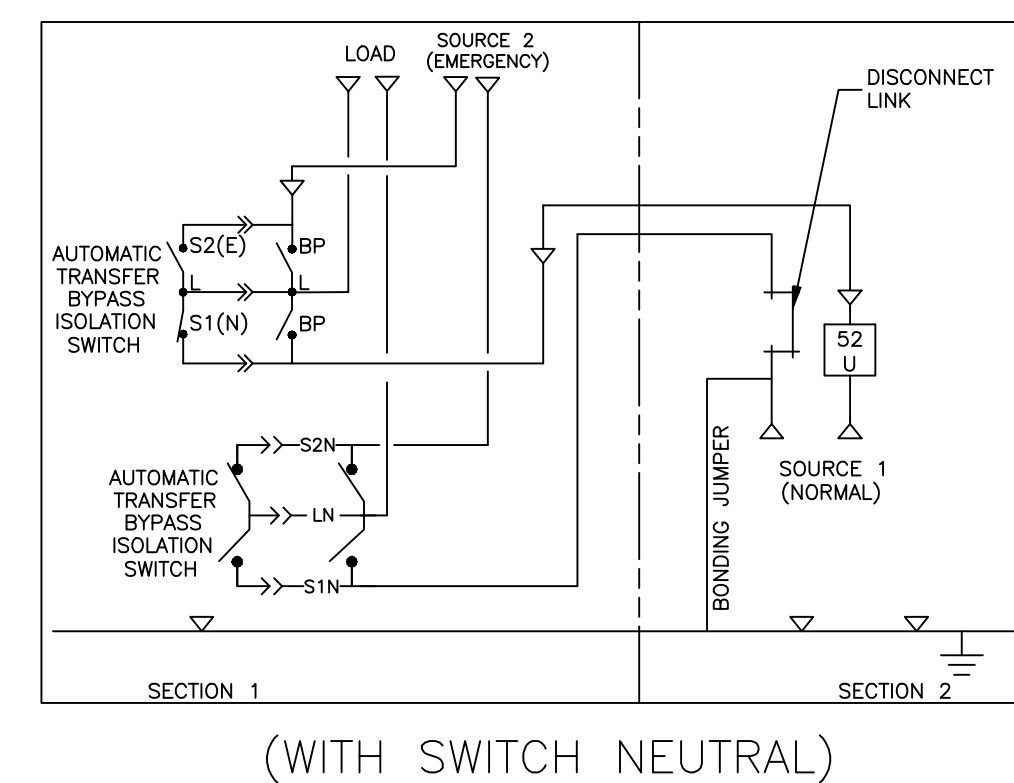 LOAD
SOURCE 2
(EMERGENCY)
DISCONNECT
LINK
AUTOMATIC
TRANSFER
BYPASS
ISOLATION
SWITCH
S2(E)
BP
L
L
S1(N)
BP
52
U
AUTOMATIC
TRANSFER
BYPASS
ISOLATION
SWITCH
S2N
LN
S1N
BONDING JUMPER
SOURCE 1
(NORMAL)
SECTION 1
SECTION 2
(WITH SWITCH NEUTRAL)